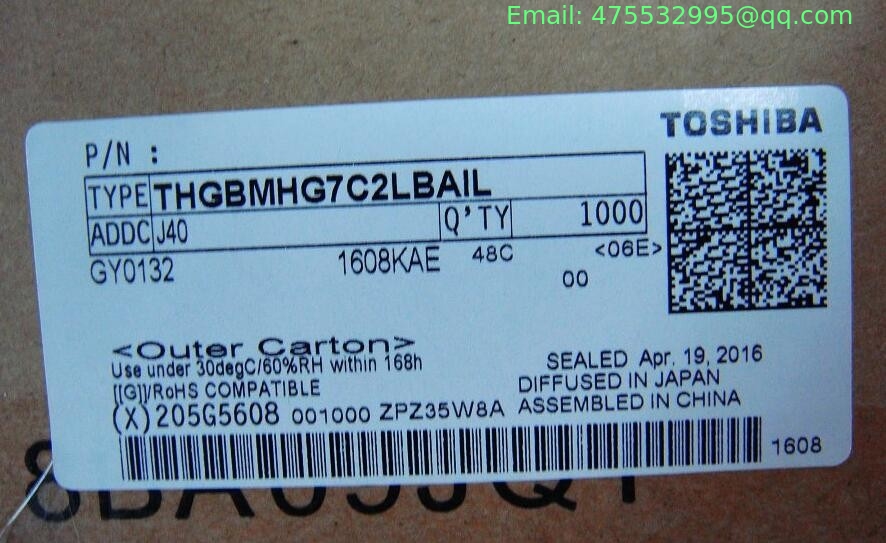 Email: 475532995@qq.com
TOSHIBA
P/N :
TYPE THGBMHG7C2LBAIL
ADDC J40 Q'TY 1000
GY0132 1608KAE 48C <06E>
00
<Outer Carton>
Use under 30degC/60%RH within 168h
SEALED Apr. 19, 2016
[[G]]/RoHS COMPATIBLE
DIFFUSED IN JAPAN
(X)205G5608 001000 ZPZ35W8A
ASSEMBLED IN CHINA
1608